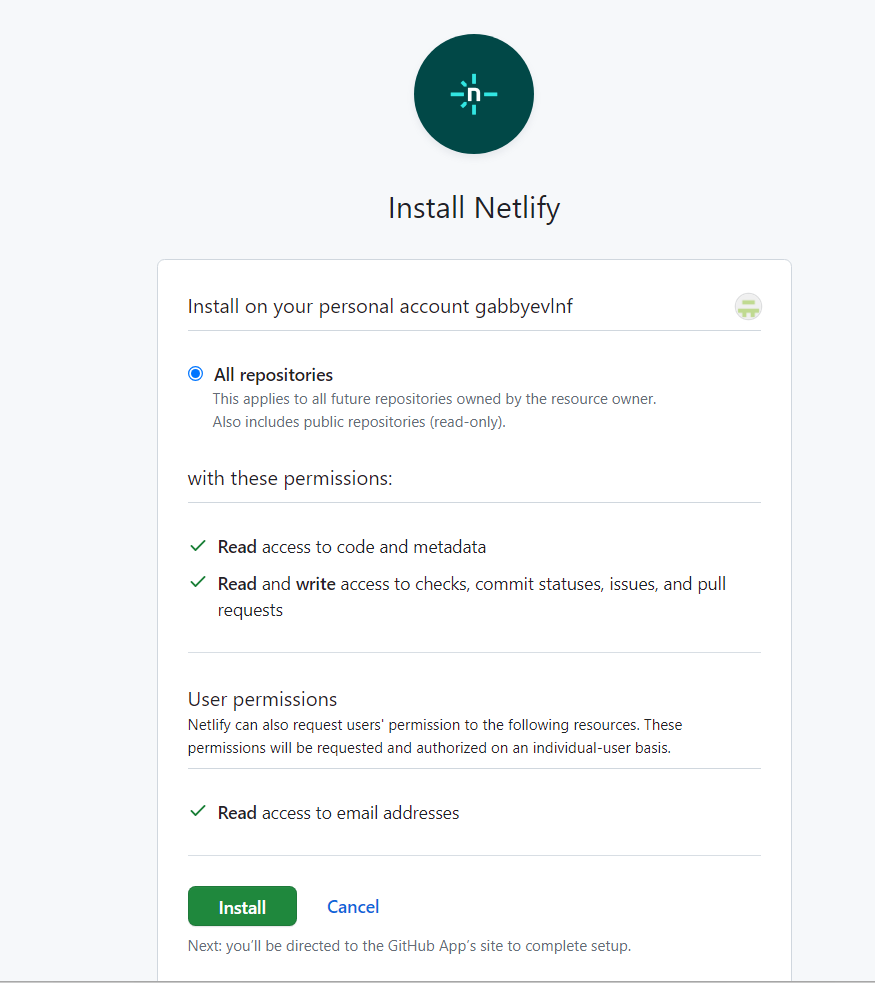 n
Install Netlify
Install on your personal account gabbyevlnf
All repositories
This applies to all future repositories owned by the resource owner.
Also includes public repositories (read-only).
with these permissions:
Read access to code and metadata
Read and write access to checks, commit statuses, issues, and pull
requests
User permissions
Netlify can also request users' permission to the following resources. These
permissions will be requested and authorized on an individual-user basis.
Read access to email addresses
Install Cancel
Next: you'll be directed to the GitHub App's site to complete setup.